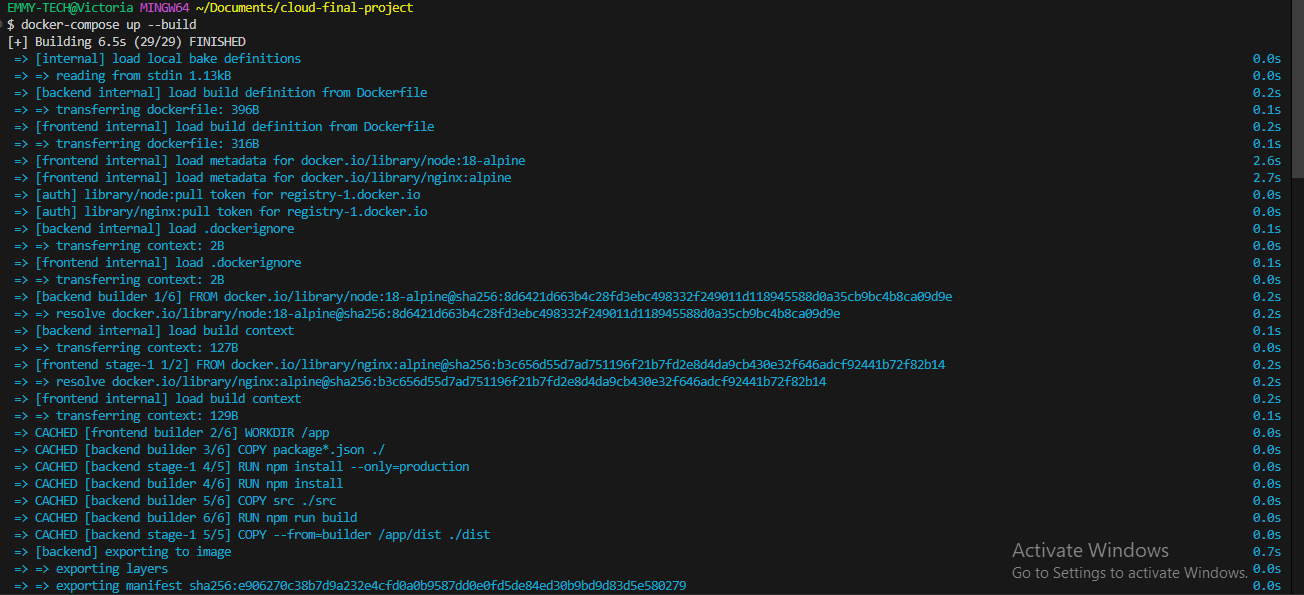 EMMY-TECH@Victoria MINGW64 ~/Documents/cloud-final-project
$ docker-compose up --build
[+] Building 6.5s (29/29) FINISHED
=> [internal] load local bake definitions 0.0s
=> => reading from stdin 1.13kB 0.0s
=> [backend internal] load build definition from Dockerfile 0.2s
=> => transferring dockerfile: 396B 0.1s
=> [frontend internal] load build definition from Dockerfile 0.2s
=> => transferring dockerfile: 316B 0.1s
=> [frontend internal] load metadata for docker.io/library/node:18-alpine 2.6s
=> [frontend internal] load metadata for docker.io/library/nginx:alpine 2.7s
=> [auth] library/node:pull token for registry-1.docker.io 0.0s
=> [auth] library/nginx:pull token for registry-1.docker.io 0.0s
=> [backend internal] load .dockerignore 0.1s
=> => transferring context: 2B 0.0s
=> [frontend internal] load .dockerignore 0.1s
=> => transferring context: 2B 0.0s
=> [backend builder 1/6] FROM docker.io/library/node:18-alpine@sha256:8d6421d663b4c28fd3ebc498332f249011d118945588d0a35cb9bc4b8ca09d9e 0.2s
=> => resolve docker.io/library/node:18-alpine@sha256:8d6421d663b4c28fd3ebc498332f249011d118945588d0a35cb9bc4b8ca09d9e 0.2s
=> [backend internal] load build context 0.1s
=> => transferring context: 127B 0.0s
=> [frontend stage-1 1/2] FROM docker.io/library/nginx:alpine@sha256:b3c656d55d7ad751196f21b7fd2e8d4da9cb430e32f646adcf92441b72f82b14 0.2s
=> => resolve docker.io/library/nginx:alpine@sha256:b3c656d55d7ad751196f21b7fd2e8d4da9cb430e32f646adcf92441b72f82b14 0.2s
=> [frontend internal] load build context 0.2s
=> => transferring context: 129B 0.1s
=> CACHED [frontend builder 2/6] WORKDIR /app 0.0s
=> CACHED [backend builder 3/6] COPY package*.json ./ 0.0s
=> CACHED [backend stage-1 4/5] RUN npm install --only=production 0.0s
=> CACHED [backend builder 4/6] RUN npm install 0.0s
=> CACHED [backend builder 5/6] COPY src ./src 0.0s
=> CACHED [backend builder 6/6] RUN npm run build 0.0s
=> CACHED [backend stage-1 5/5] COPY --from=builder /app/dist ./dist 0.0s
=> [backend] exporting to image 0.7s
=> => exporting layers 0.0s
=> => exporting manifest sha256:e906270c38b7d9a232e4cfd0a0b9587dd0e0fd5de84ed30b9bd9d83d5e580279 0.0s
Activate Windows
Go to Settings to activate Windows.